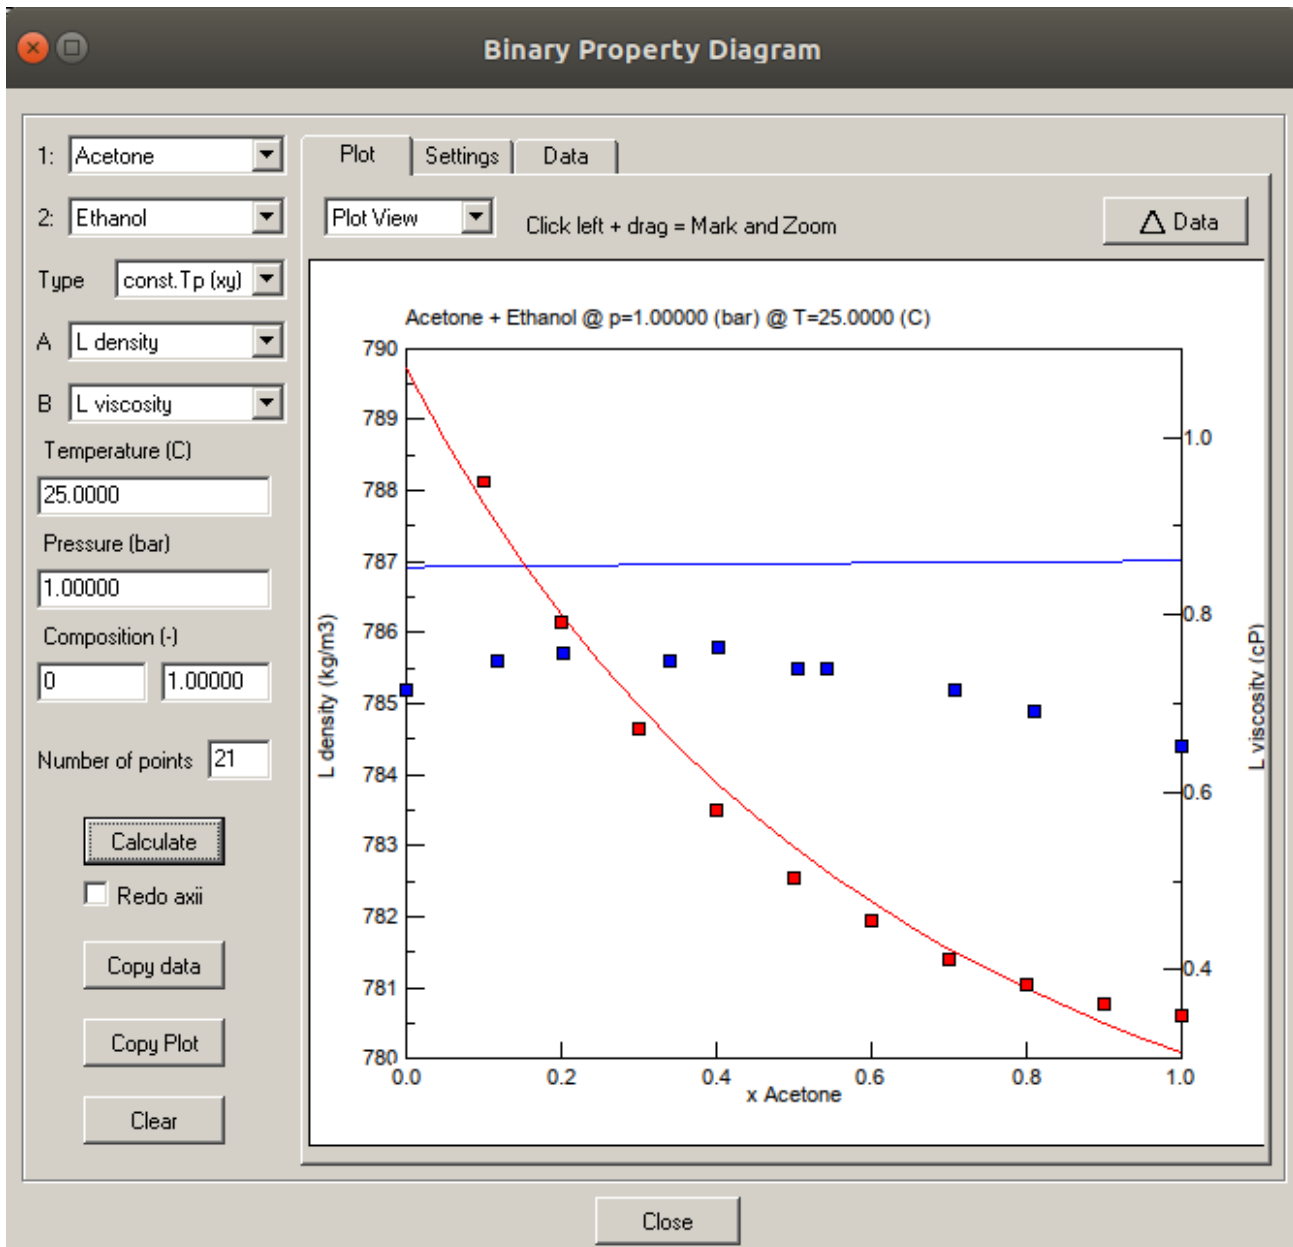 Binary Property Diagram
1: Acetone
2: Ethanol
Type const.Tp (xy)
A L density
B L viscosity
Temperature (C)
25.0000
Pressure (bar)
1.00000
Composition (-)
0 1.00000
Number of points 21
Calculate
Redo axii
Copy data
Copy Plot
Clear
Plot Settings Data
Plot View Click left + drag = Mark and Zoom △ Data
Acetone + Ethanol @ p=1.00000 (bar) @ T=25.0000 (C)
L density (kg/m3)
790
789
788
787
786
785
784
783
782
781
780
0.0 0.2 0.4 0.6 0.8 1.0
x Acetone
1.0
0.8
0.6
0.4
L viscosity (cP)
Close